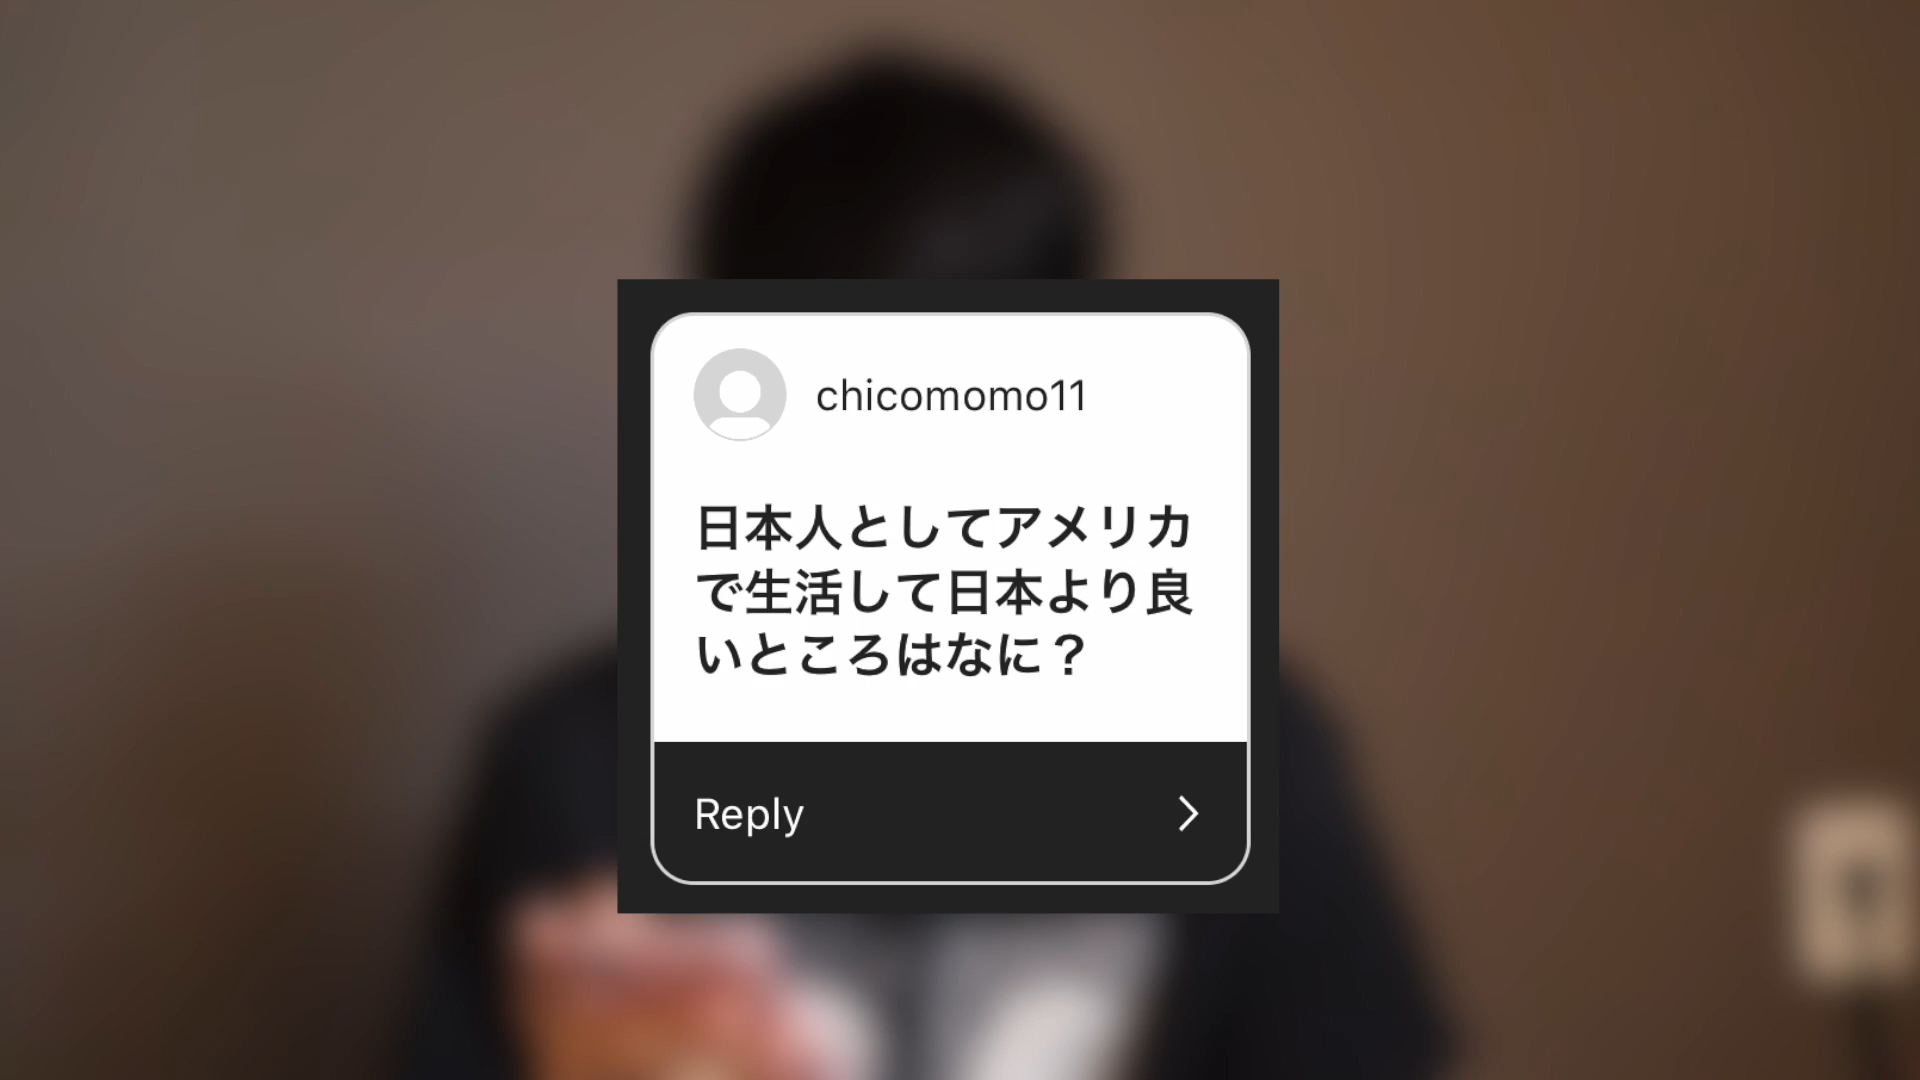 chicomomo11
日本人としてアメリカ
で生活して日本より良
いところはなに？
Reply